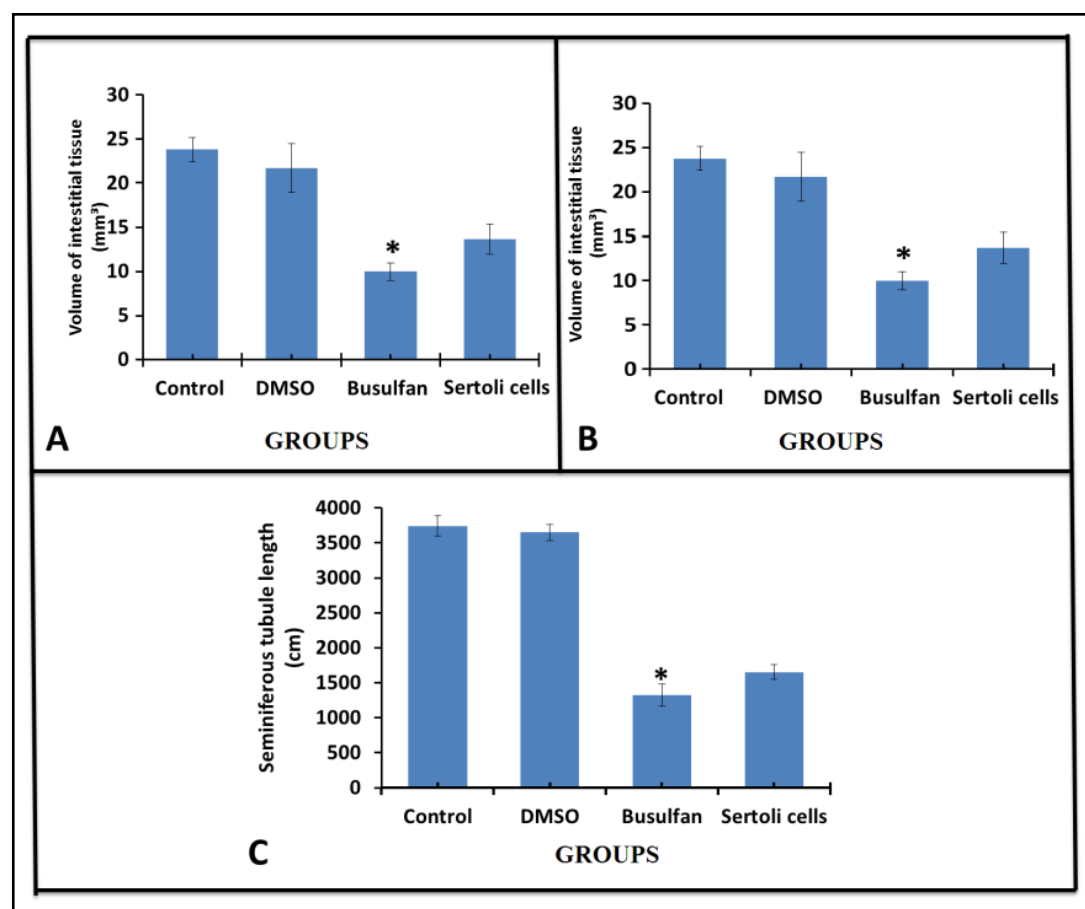 Volume of intestitial tissue
(mm³)
30
25
20
15
10
5
0
*
Control DMSO Busulfan Sertoli cells
A GROUPS
Volume of intestitial tissue
(mm³)
30
25
20
15
10
5
0
*
Control DMSO Busulfan Sertoli cells
B GROUPS
Seminiferous tubule length
(cm)
4000
3500
3000
2500
2000
1500
1000
500
0
*
Control DMSO Busulfan Sertoli cells
C GROUPS